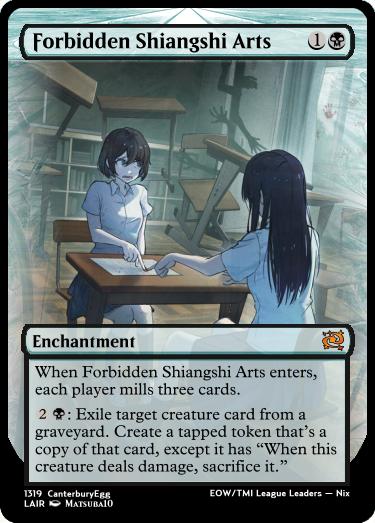 Forbidden Shiangshi Arts 1
Enchantment
When Forbidden Shiangshi Arts enters,
each player mills three cards.
2 : Exile target creature card from a
graveyard. Create a tapped token that's a
copy of that card, except it has “When this
creature deals damage, sacrifice it.”
1319 CanterburyEgg
EOW/TMI League Leaders — Nix
LAIR Matsuba10